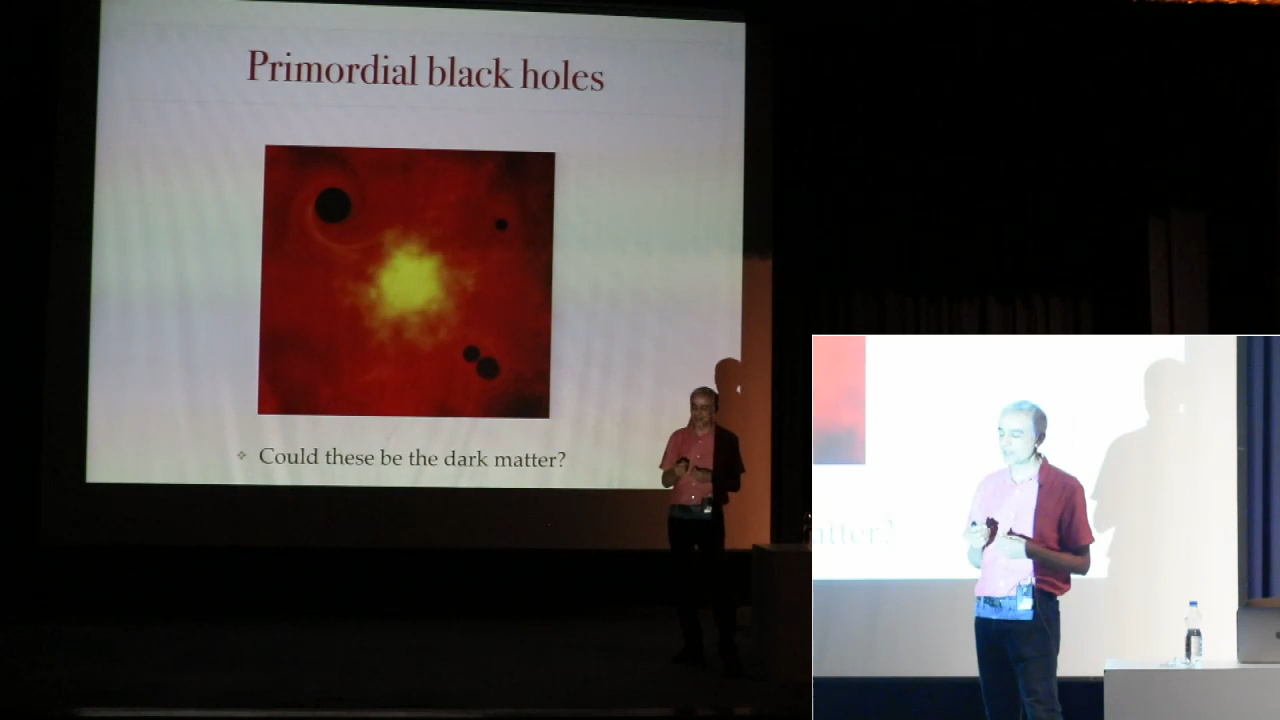 Primordial black holes
Could these be the dark matter?
atter?